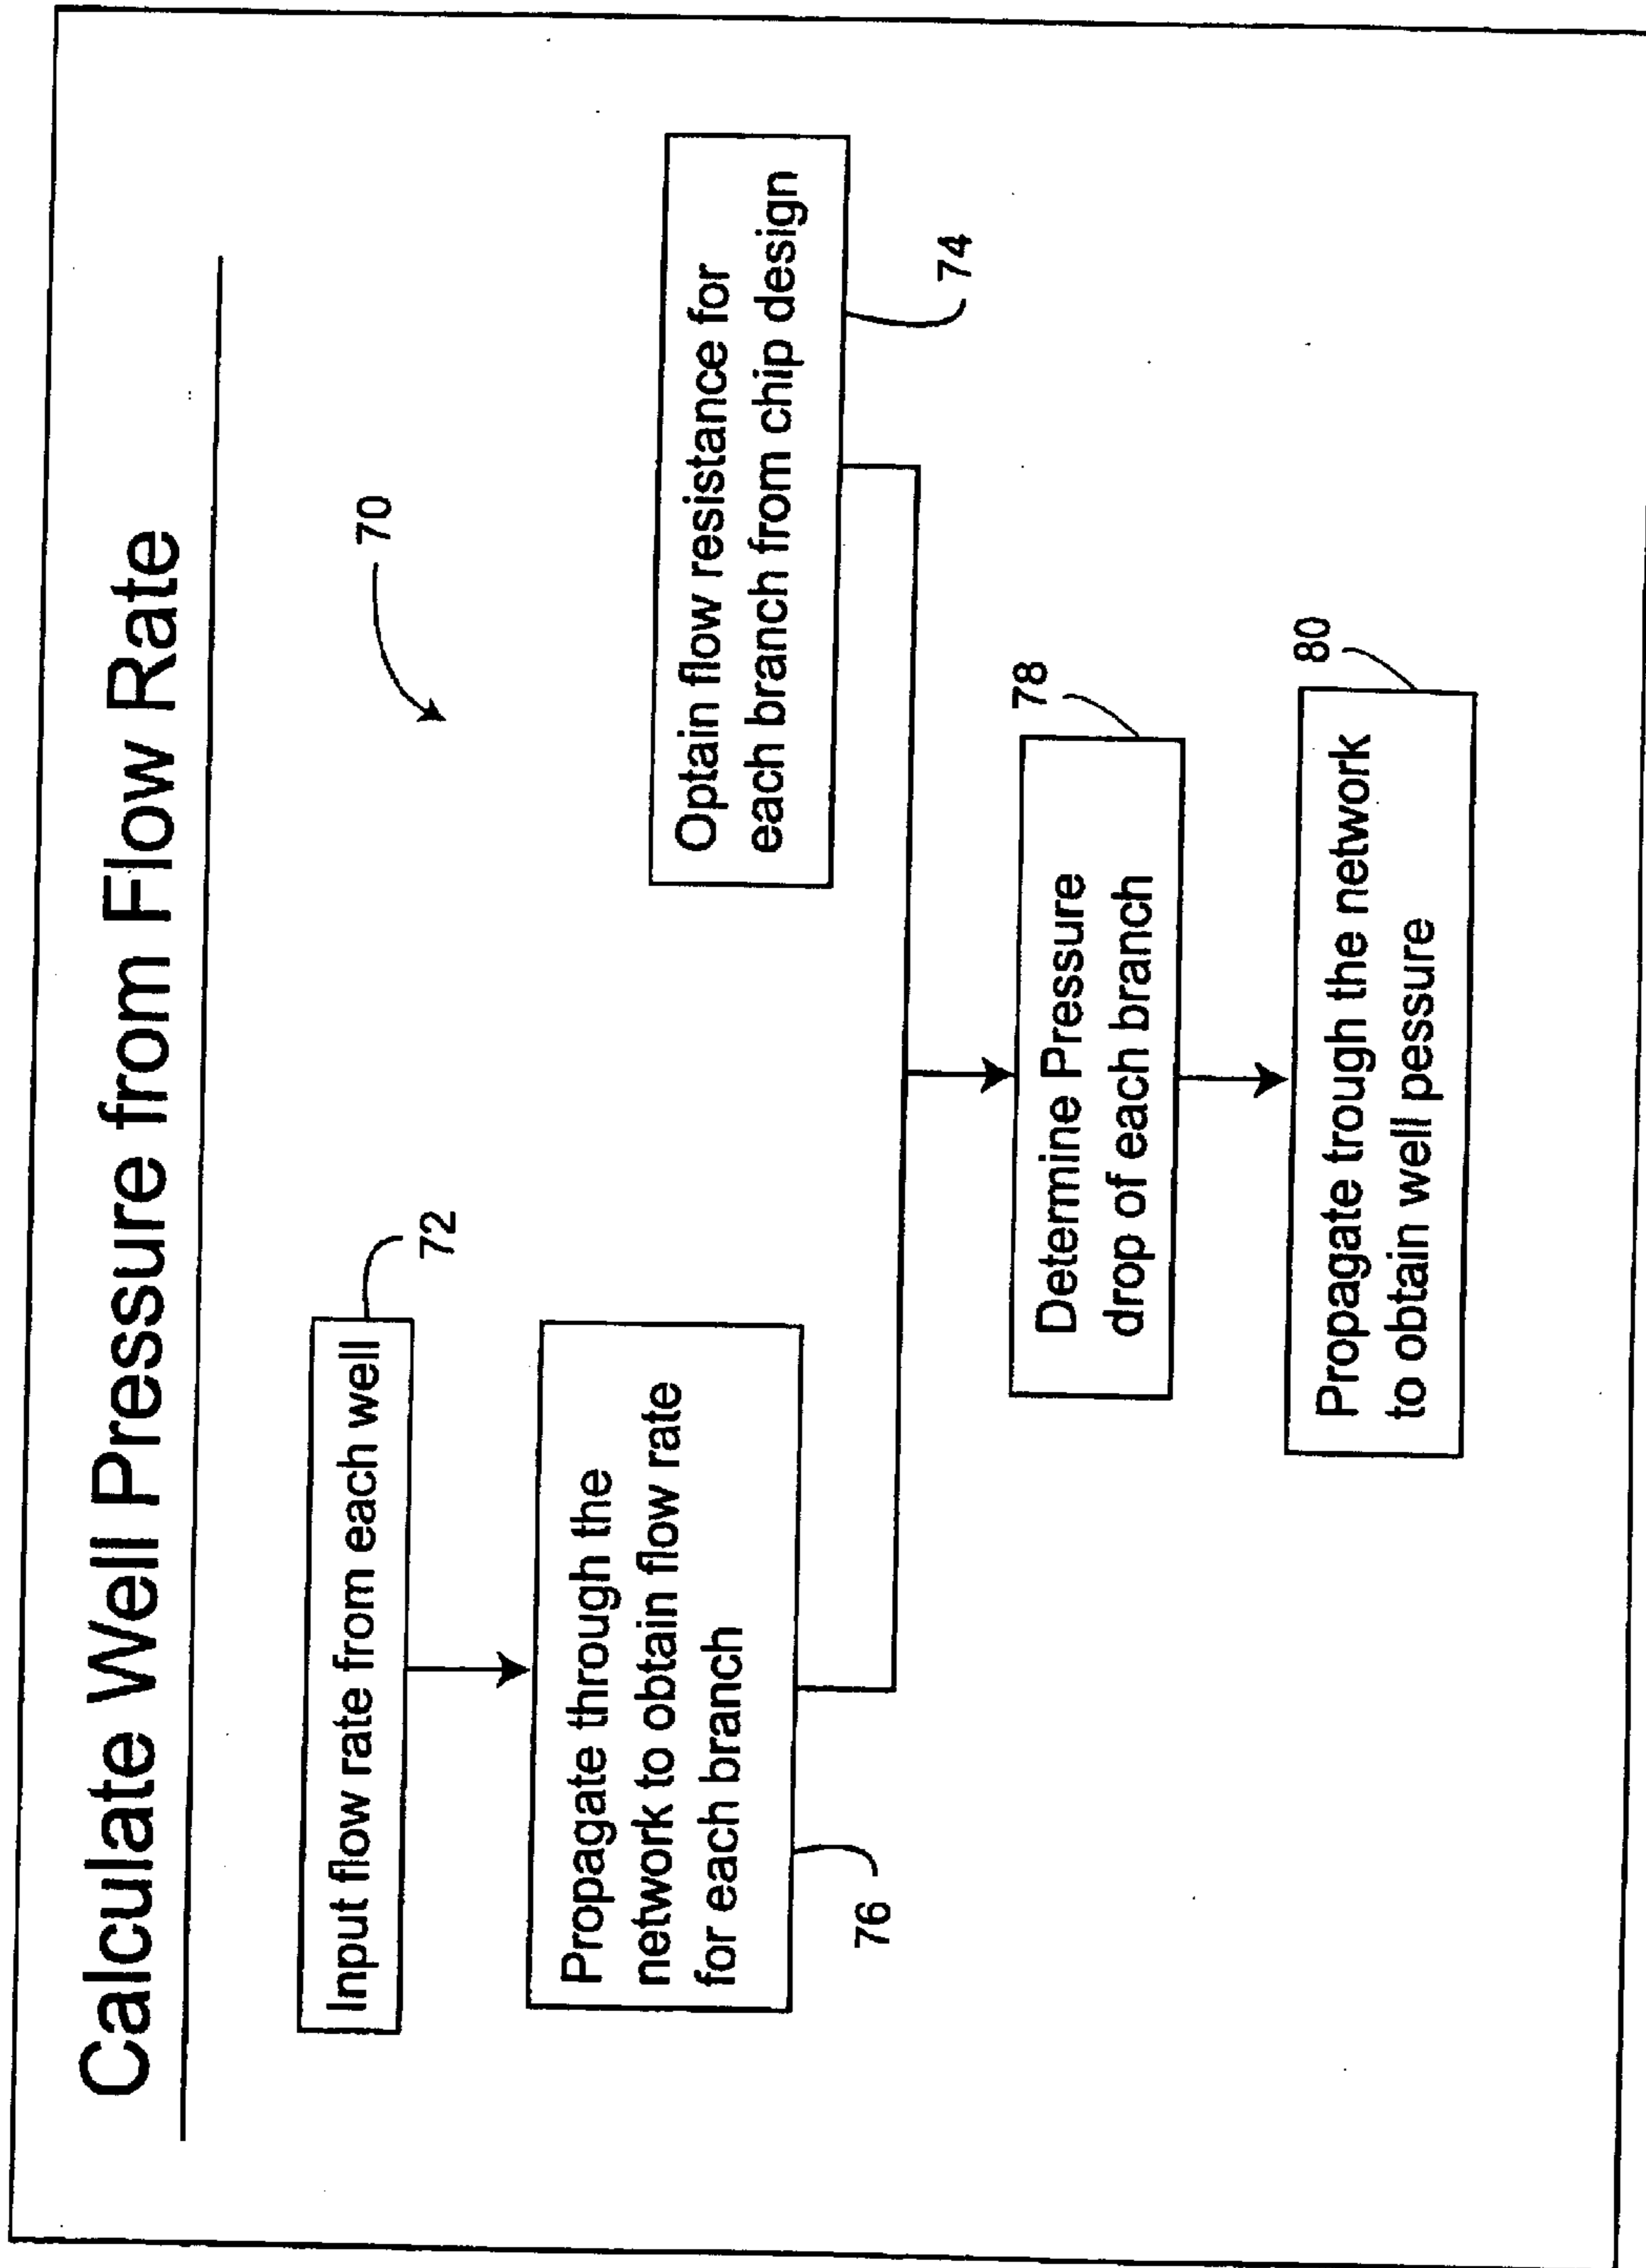 Calculate Well Pressure from Flow Rate
70
Input flow rate from each well
72
Propagate through the
network to obtain flow rate
for each branch
76
Optain flow resistance for
each branch from chip design
74
Determine Pressure
drop of each branch
78
Propagate trough the network
to obtain well pessure
80